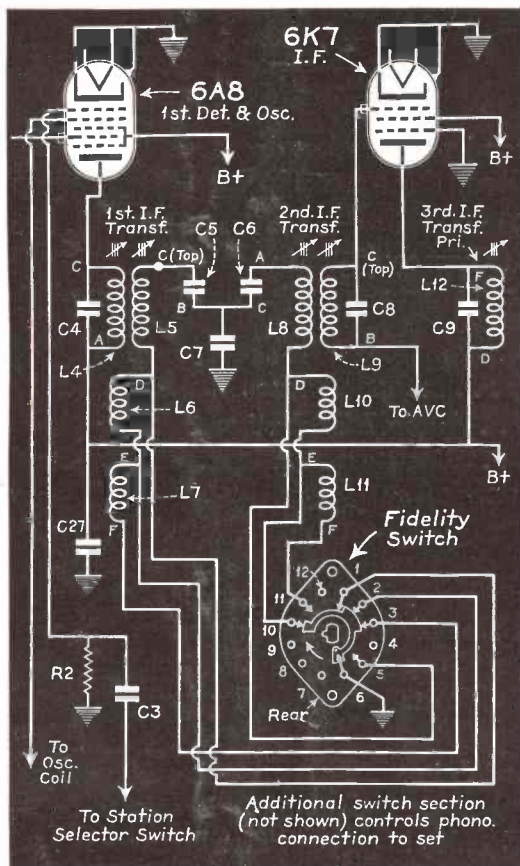 6A8
1st. Det. & Osc.
6K7
I.F.
B+
B+
1st. I.F.
Transf.
C5
C6
2nd. I.F.
Transf.
3rd. I.F.
Transf.
Pri.
C
C (Top)
A
C
(Top)
F
L12
B
C
C4
L5
C7
L8
C8
C9
A
B
D
L4
L9
D
D
To AVC
L6
L10
E
E
B+
L7
L11
F
F
C27
Fidelity
Switch
12
1
11
2
10
3
9
4
8
5
7
6
R2
C3
Rear
To
Osc.
Coil
To Station
Selector Switch
Additional switch section
(not shown) controls phono.
connection to set